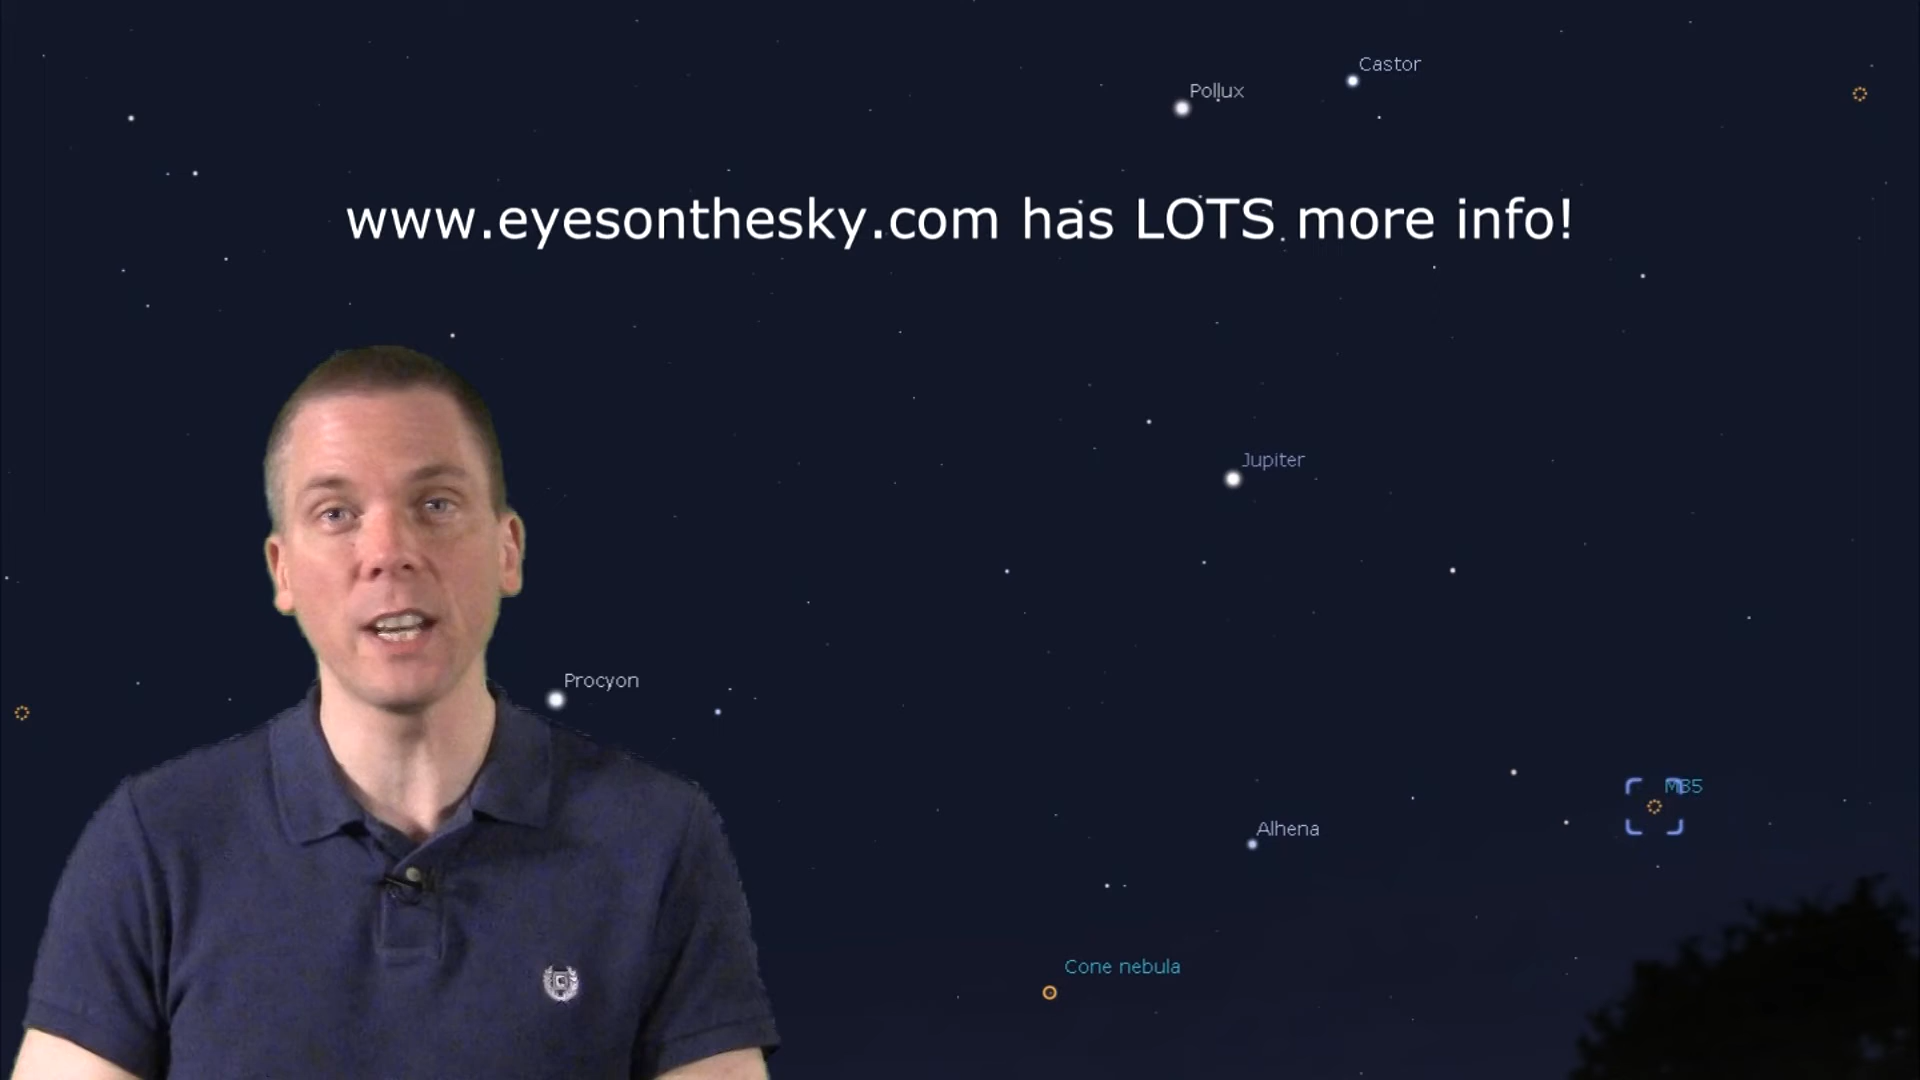 Castor
Pollux
www.eyesonthesky.com has LOTS more info!
Jupiter
Procyon
M35
Alhena
Cone nebula